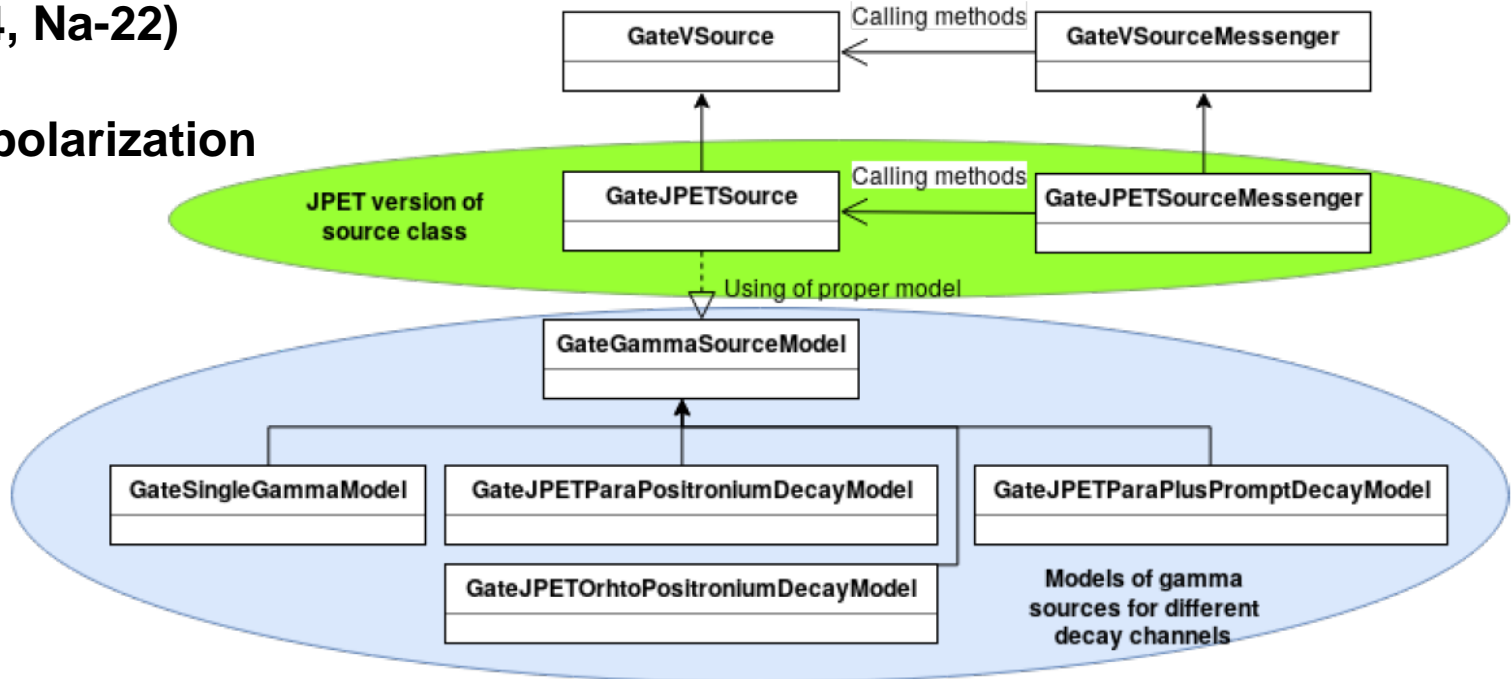 4, Na-22)
polarization
Calling methods
GateVSource
GateVSourceMessenger
Calling methods
JPET version of
source class
GateJPETSource
GateJPETSourceMessenger
Using of proper model
GateGammaSourceModel
GateSingleGammaModel
GateJPETParaPositroniumDecayModel
GateJPETParaPlusPromptDecayModel
GateJPETOrhtoPositroniumDecayModel
Models of gamma
sources for different
decay channels